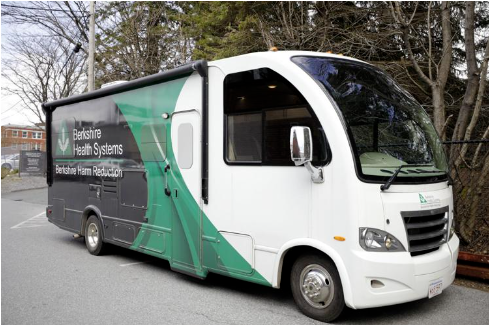 Berkshire
Health Systems
Berkshire Harm Reduction